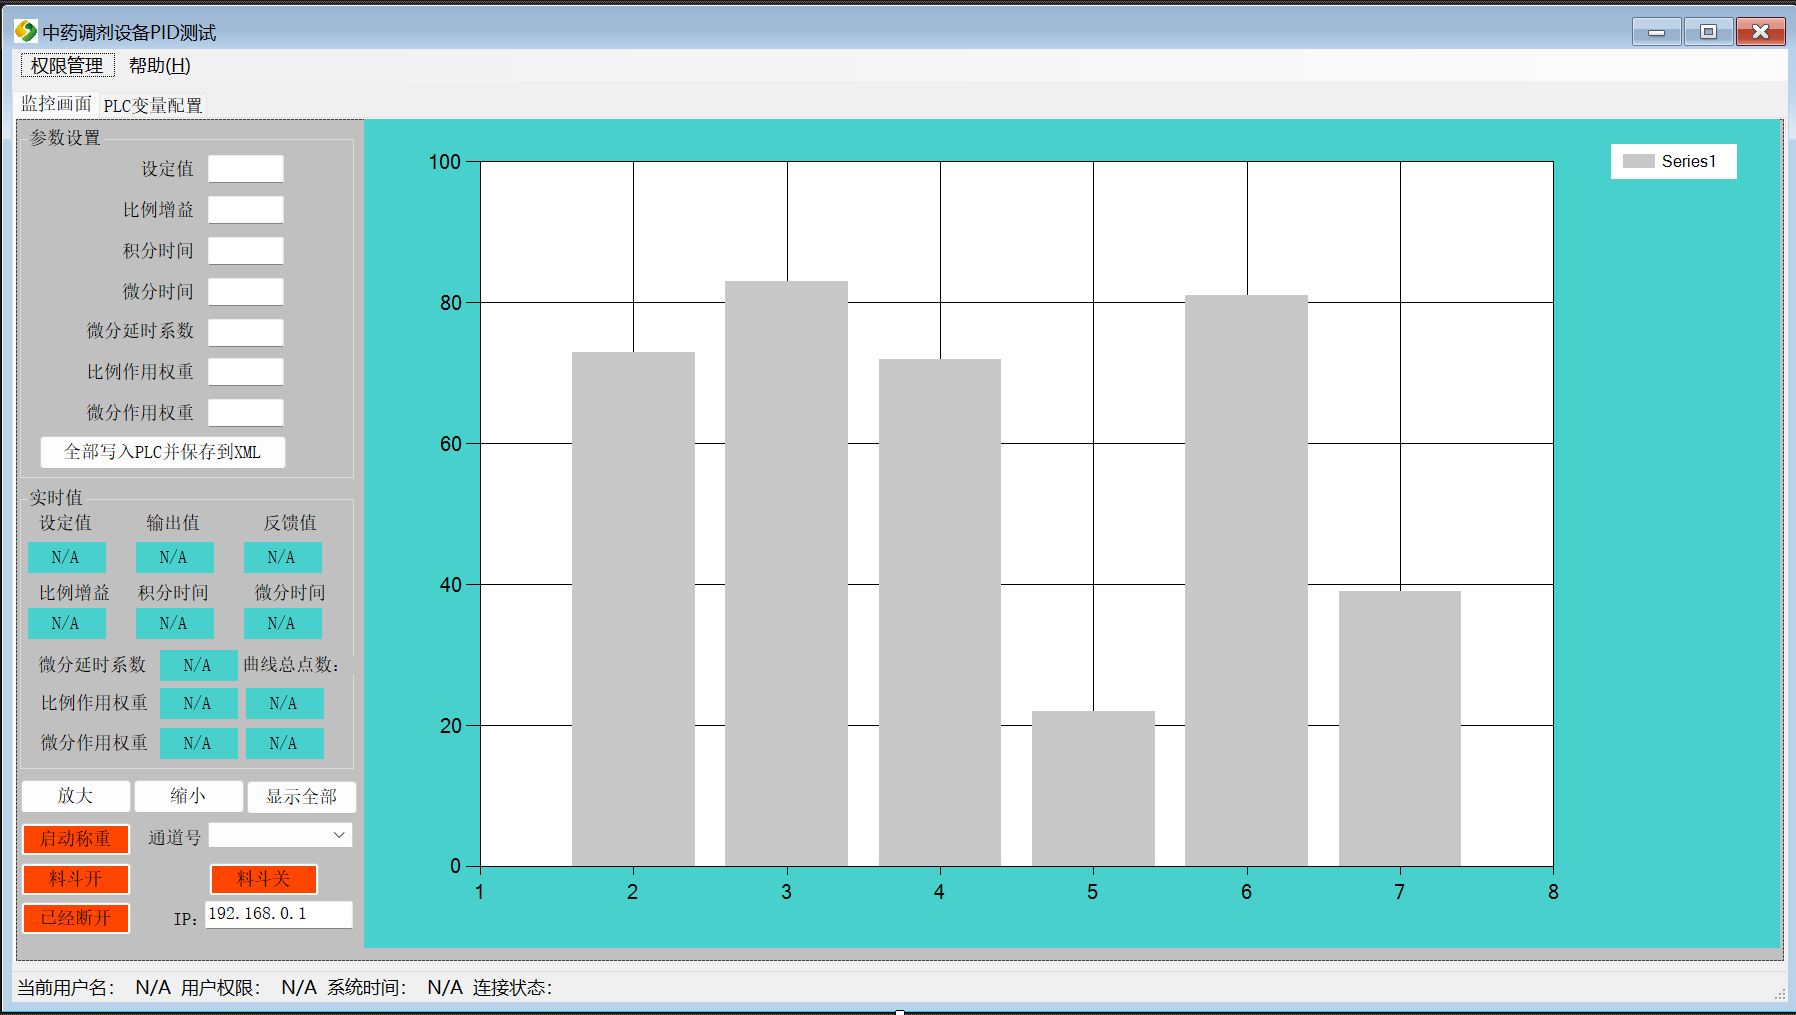 中药调剂设备PID测试
权限管理 帮助(H)
监控画面 PLC变量配置
参数设置
设定值
比例增益
积分时间
微分时间
微分延时系数
比例作用权重
微分作用权重
全部写入PLC并保存到XML
实时值
设定值 输出值 反馈值
N/A N/A N/A
比例增益 积分时间 微分时间
N/A N/A N/A
微分延时系数 N/A 曲线总点数:
比例作用权重 N/A N/A
微分作用权重 N/A N/A
放大 缩小 显示全部
启动称重 通道号
料斗开 料斗关
已经断开 IP: 192.168.0.1
100
80
60
40
20
0
1 2 3 4 5 6 7 8
Series1
当前用户名: N/A 用户权限: N/A 系统时间: N/A 连接状态: